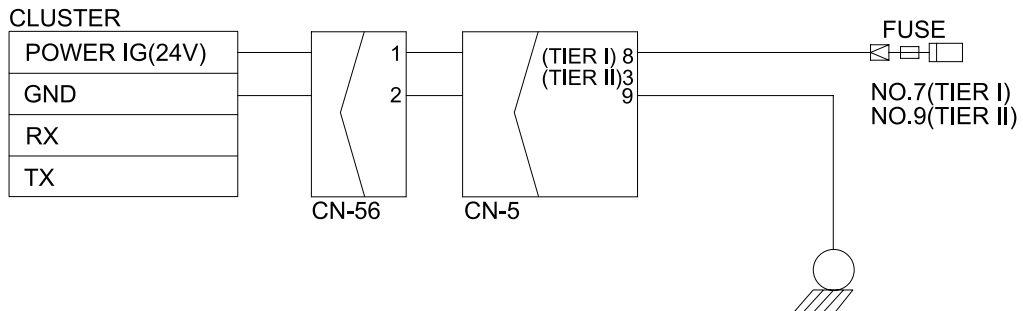 CLUSTER
POWER IG(24V)
GND
RX
TX
1
2
CN-56
(TIER I) 8
(TIER II)3
9
CN-5
FUSE
NO.7(TIER I)
NO.9(TIER II)